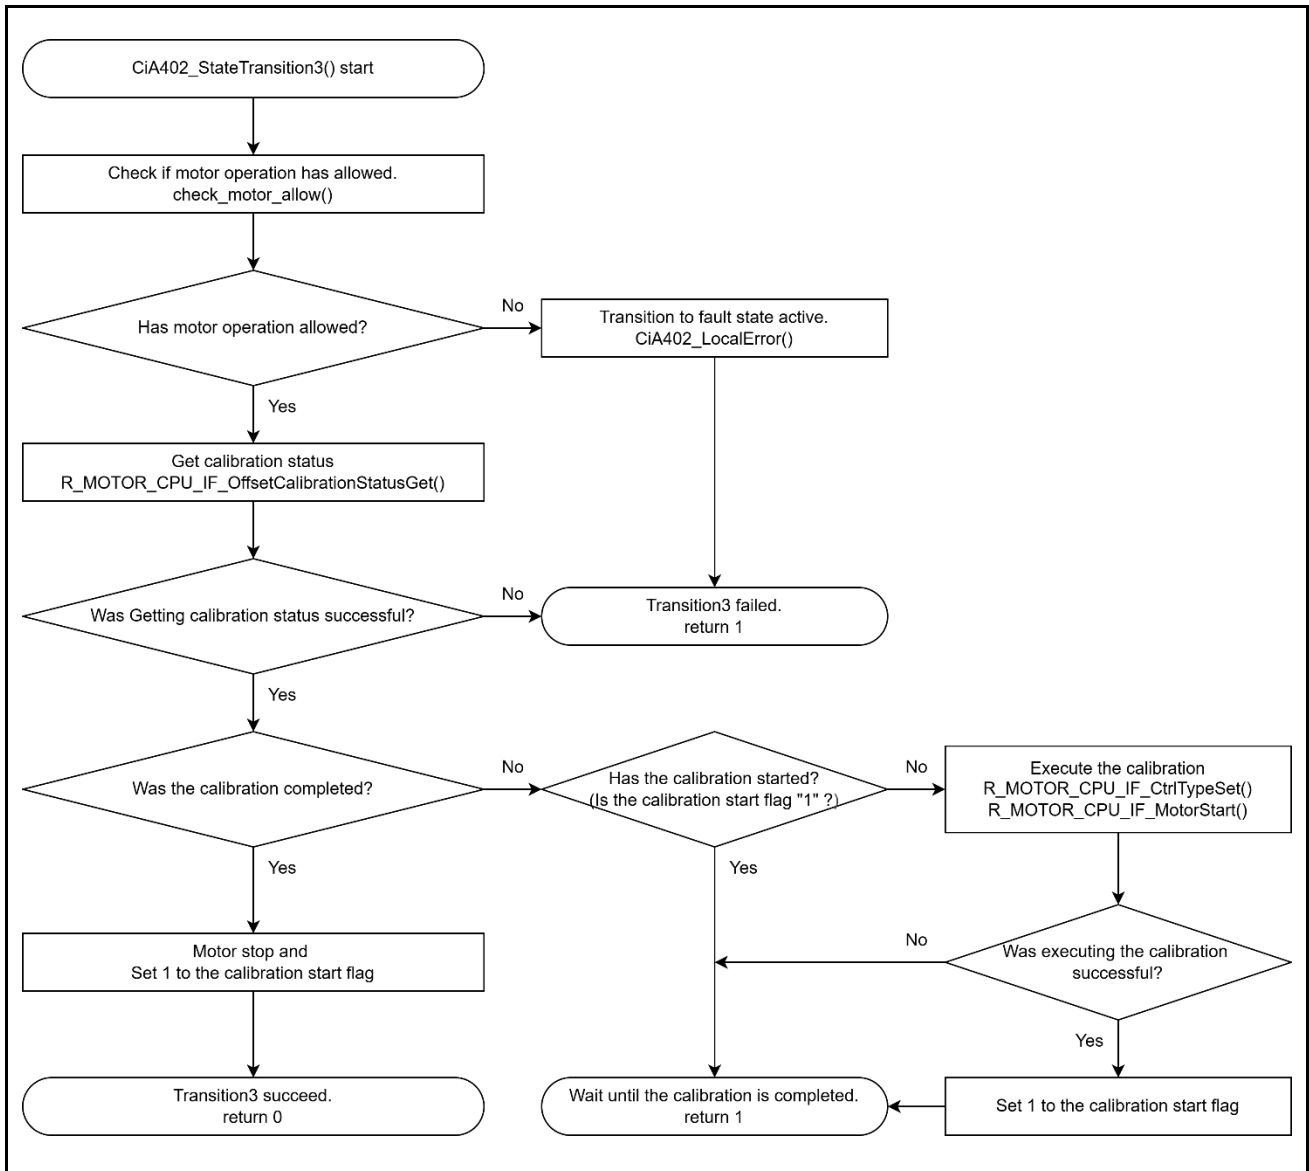 CiA402_StateTransition3() start
Check if motor operation has allowed.
check_motor_allow()
Has motor operation allowed?
No
Transition to fault state active.
CiA402_LocalError()
Yes
Get calibration status
R_MOTOR_CPU_IF_OffsetCalibrationStatusGet()
Was Getting calibration status successful?
No
Transition3 failed.
return 1
Yes
Was the calibration completed?
No
Has the calibration started?
(Is the calibration start flag "1" ?)
No
Execute the calibration
R_MOTOR_CPU_IF_CtrlTypeSet()
R_MOTOR_CPU_IF_MotorStart()
Yes
Yes
Motor stop and
Set 1 to the calibration start flag
No
Was executing the calibration
successful?
Yes
Transition3 succeed.
return 0
Wait until the calibration is completed.
return 1
Set 1 to the calibration start flag